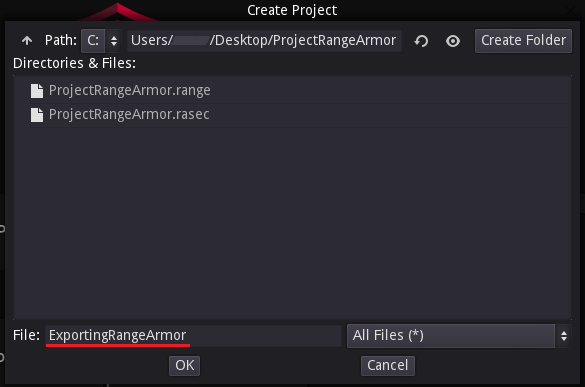 Create Project
Path: C: Users/ /Desktop/ProjectRangeArmor Create Folder
Directories & Files:
ProjectRangeArmor.range
ProjectRangeArmor.rasec
File: ExportingRangeArmor All Files (*)
OK Cancel